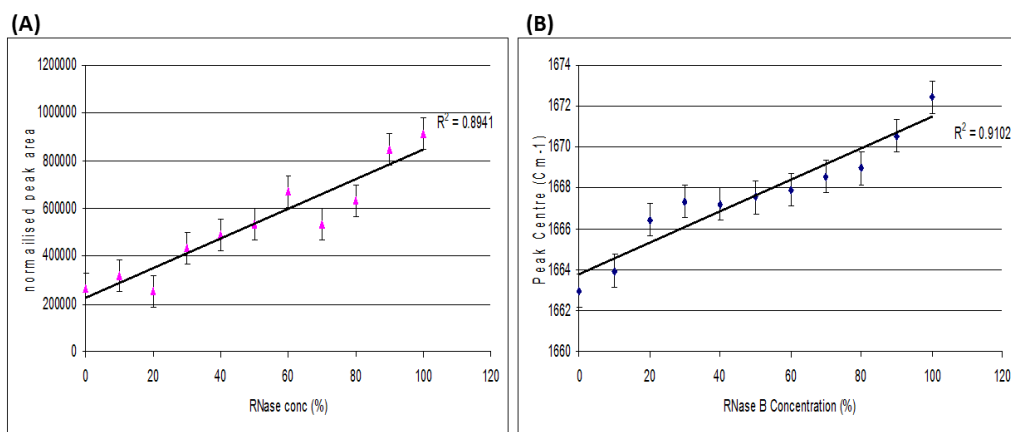 (A)
1200000
1000000
800000
600000
400000
200000
0
normailised peak area
0 20 40 60 80 100 120
RNase conc (%)
R² = 0.8941
(B)
1674
1672
1670
1668
1666
1664
1662
1660
Peak Centre (Cm-1)
0 20 40 60 80 100 120
RNase B Concentration (%)
R² = 0.9102